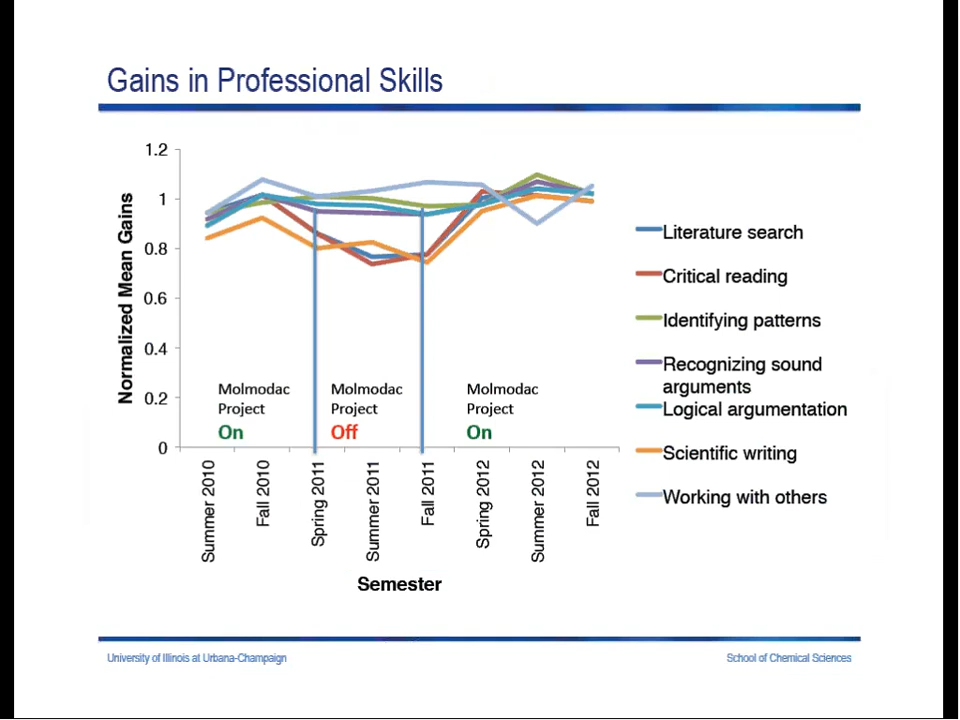 Gains in Professional Skills
Normalized Mean Gains
1.2
1
0.8
0.6
0.4
0.2
0
Molmodac
Project
On
Molmodac
Project
Off
Molmodac
Project
On
Summer 2010
Fall 2010
Spring 2011
Summer 2011
Fall 2011
Spring 2012
Summer 2012
Fall 2012
Semester
Literature search
Critical reading
Identifying patterns
Recognizing sound
arguments
Logical argumentation
Scientific writing
Working with others
University of Illinois at Urbana-Champaign
School of Chemical Sciences